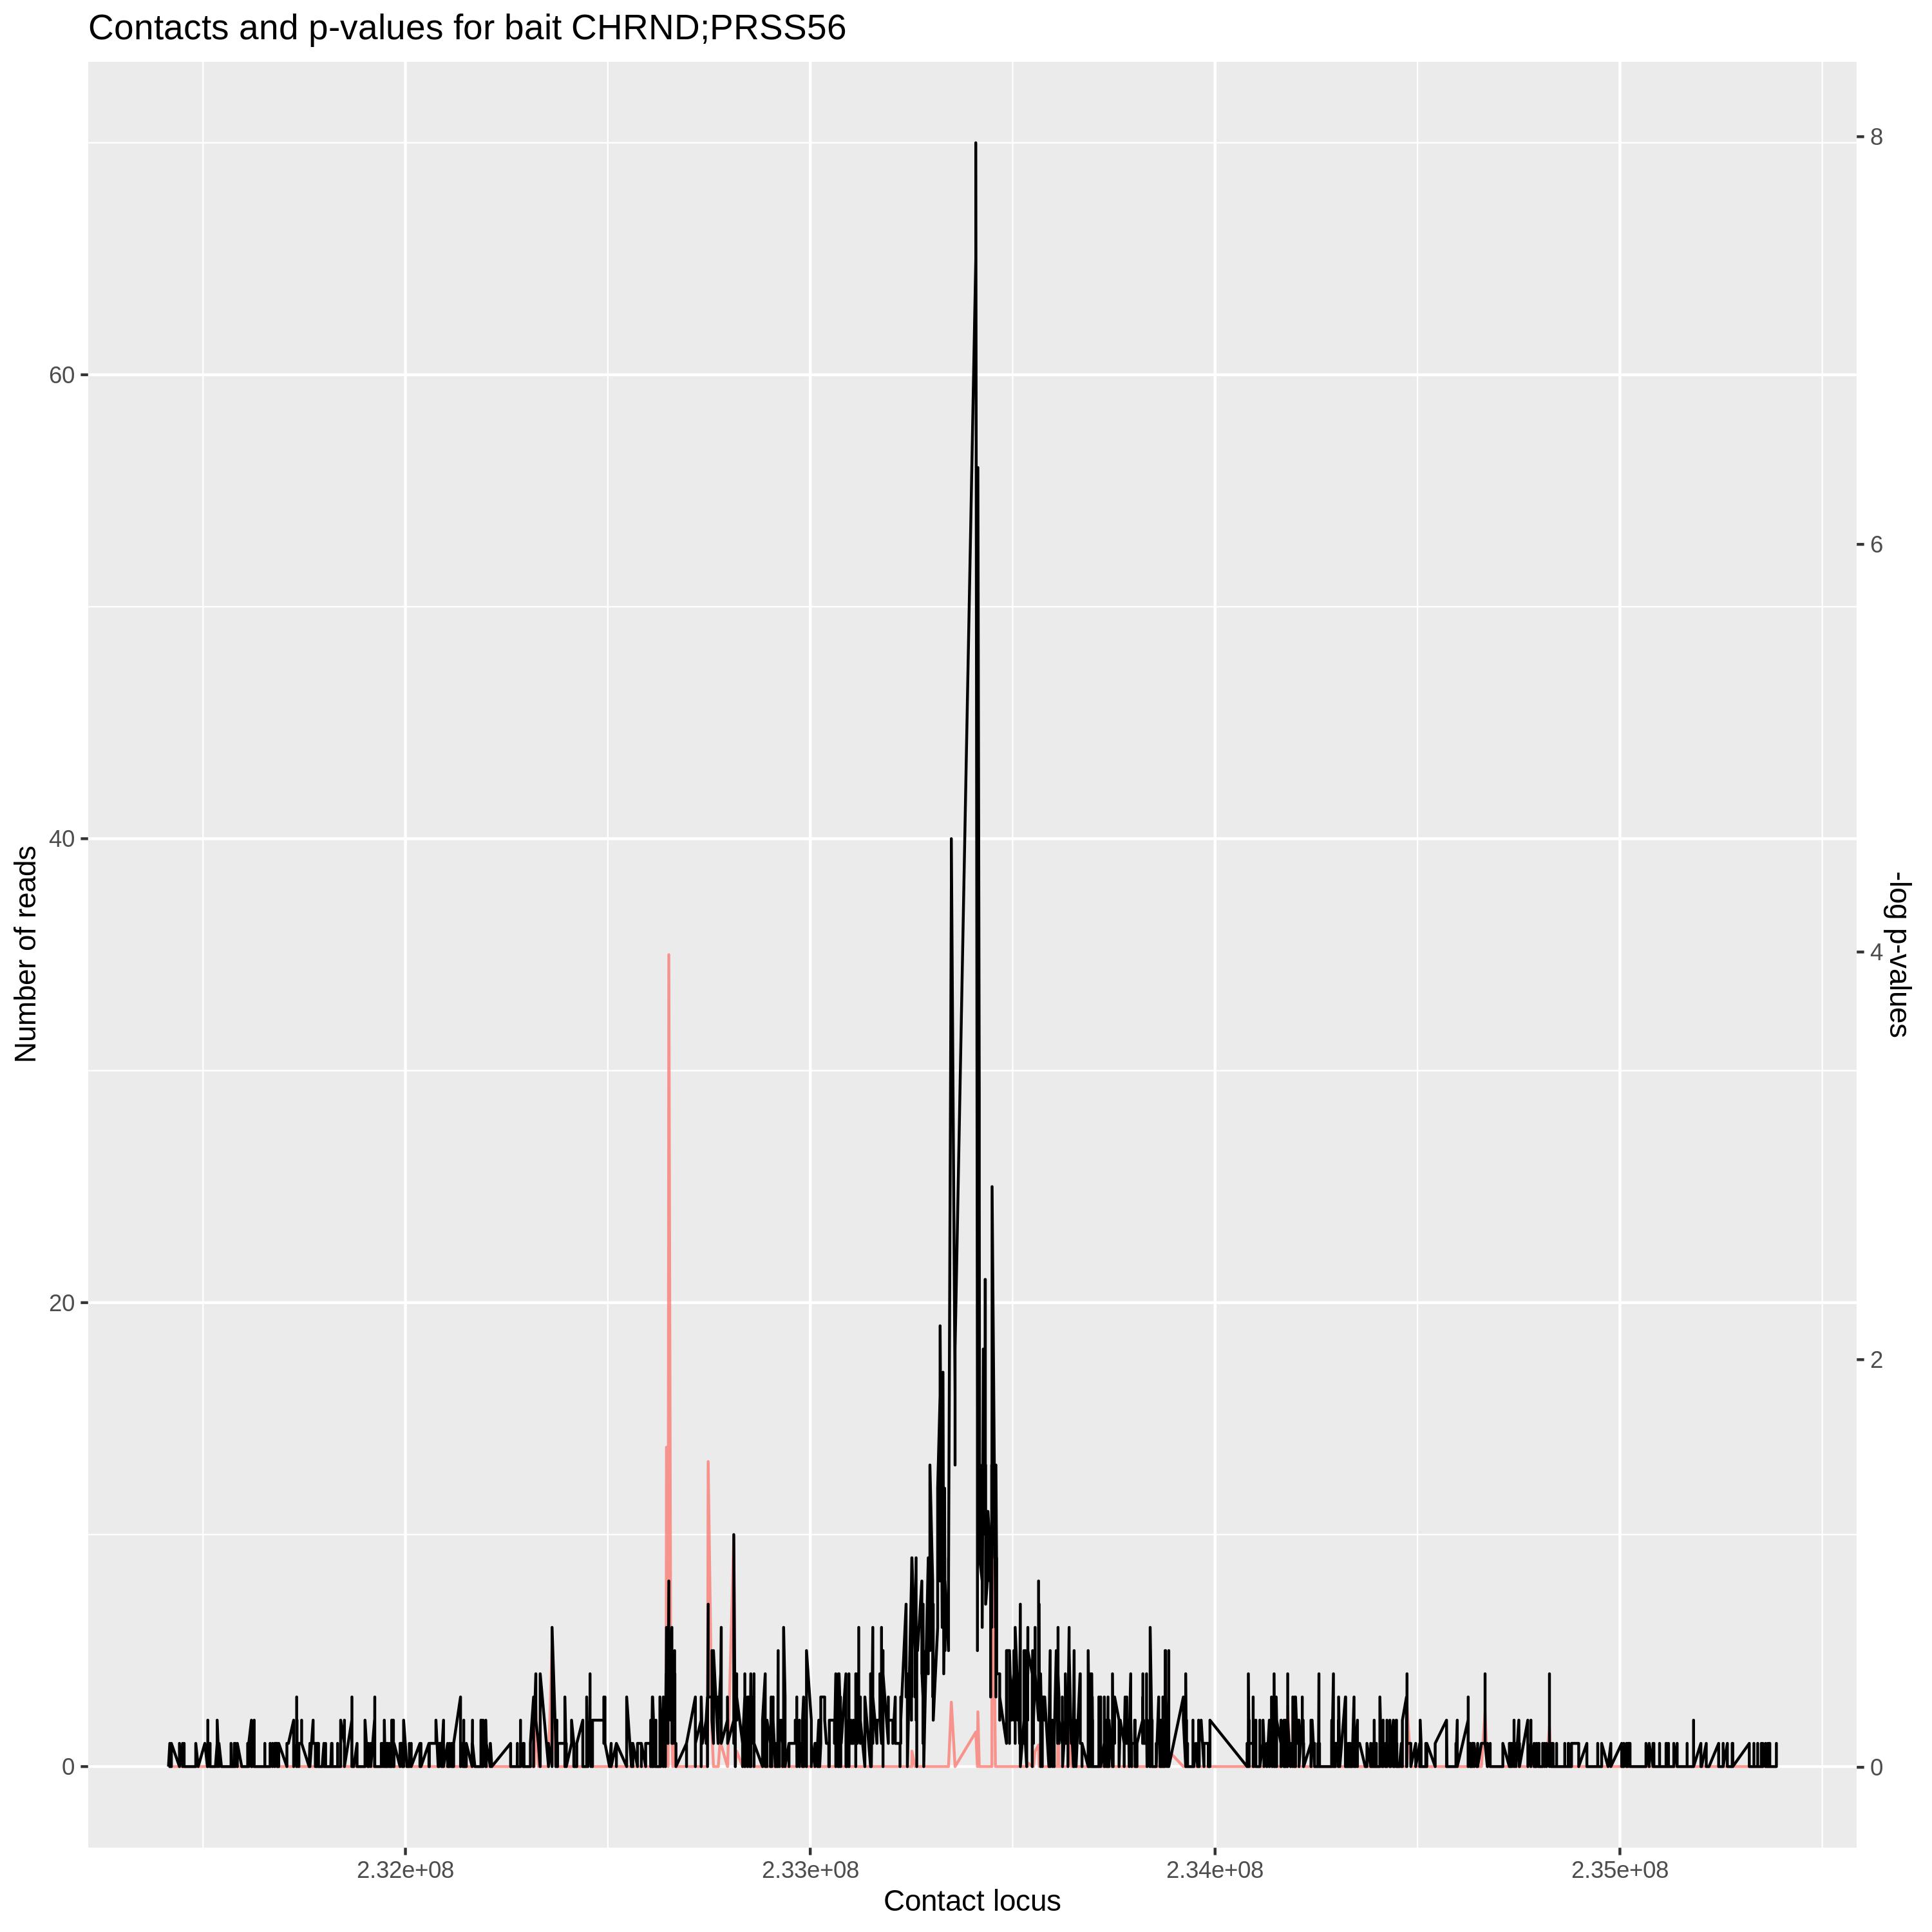 Contacts and p-values for bait CHRND;PRSS56
Number of reads
60
40
20
0
8
6
4
2
0
-log p-values
2.32e+08
2.33e+08
2.34e+08
2.35e+08
Contact locus